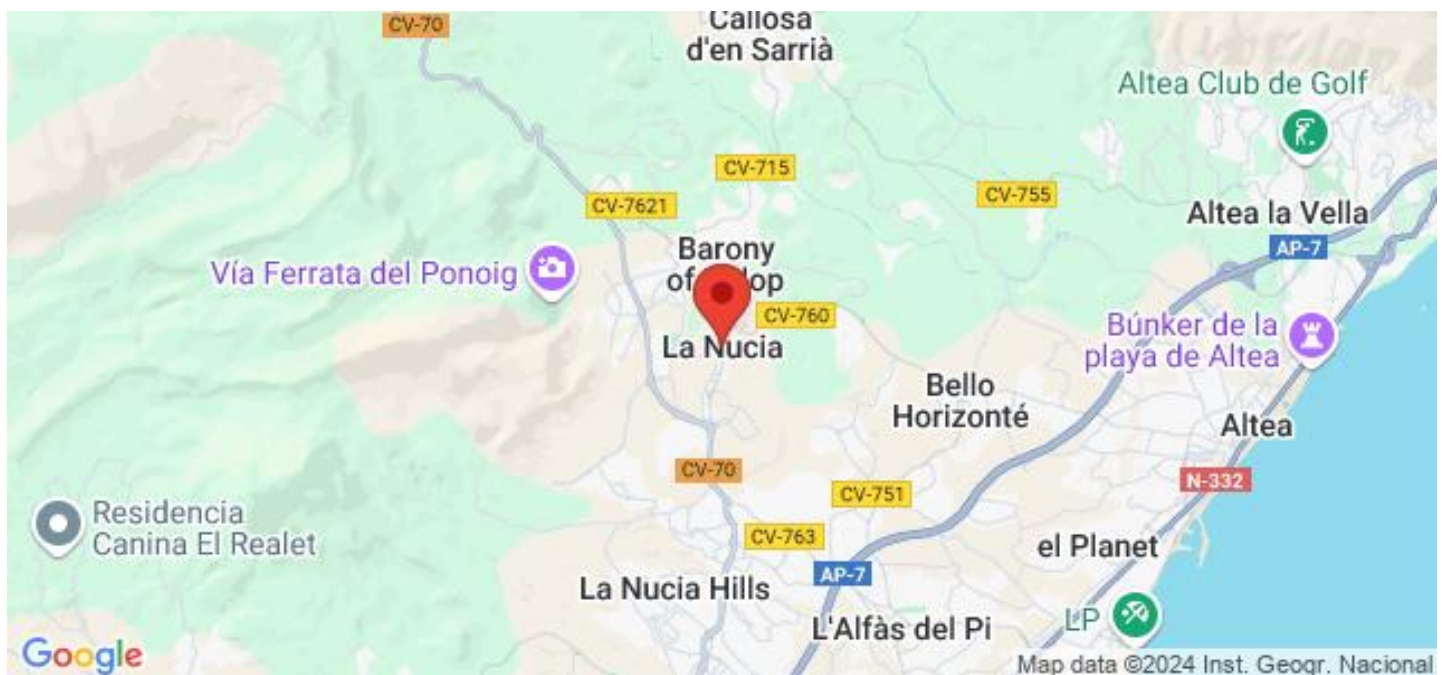 CV-70
Callosa
d'en Sarrià
Altea Club de Golf
CV-715
CV-7621
CV-755
Altea la Vella
AP-7
Barony
of
lop
Vía Ferrata del Ponoig
CV-760
La Nucia
Búnker de la
playa de Altea
Bello
Horizonté
Altea
CV-70
CV-751
N-332
Residencia
Canina El Realet
CV-763
el Planet
AP-7
La Nucia Hills
L'Alfàs del Pi
LP
Google
Map data ©2024 Inst. Geogr. Nacional